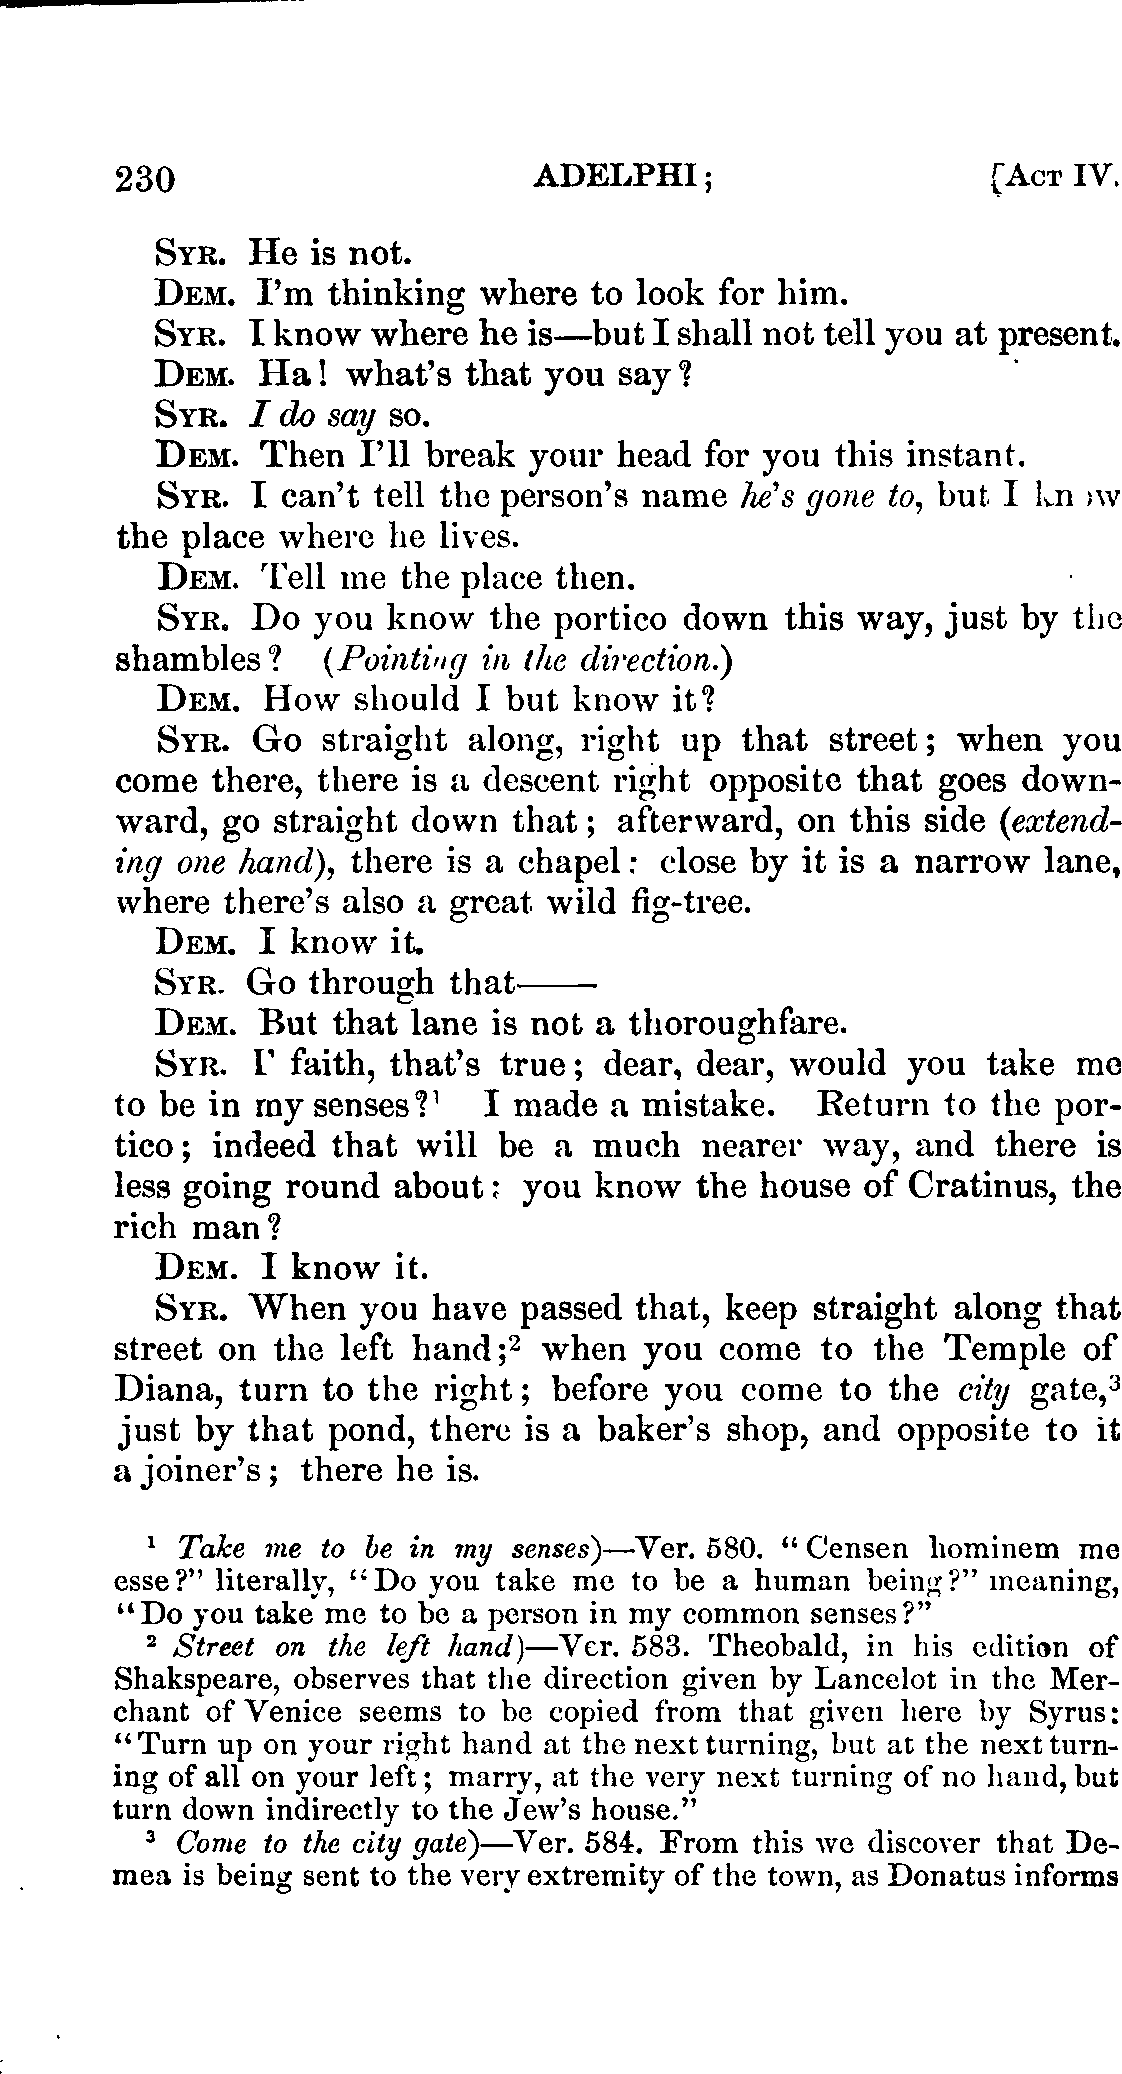 230 ADELPHI; [ACT IV.
SYR. He is not.
DEM. I'm thinking where to look for him.
SYR. I know where he is—but I shall not tell you at present.
DEM. Ha! what's that you say?
SYR. I do say so.
DEM. Then I'll break your head for you this instant.
SYR. I can't tell the person's name he's gone to, but I know
the place where he lives.
DEM. Tell me the place then.
SYR. Do you know the portico down this way, just by the
shambles? (Pointing in the direction.)
DEM. How should I but know it?
SYR. Go straight along, right up that street; when you
come there, there is a descent right opposite that goes down-
ward, go straight down that; afterward, on this side (extend-
ing one hand), there is a chapel: close by it is a narrow lane,
where there's also a great wild fig-tree.
DEM. I know it.
SYR. Go through that——
DEM. But that lane is not a thoroughfare.
SYR. I' faith, that's true; dear, dear, would you take me
to be in my senses?¹ I made a mistake. Return to the por-
tico; indeed that will be a much nearer way, and there is
less going round about: you know the house of Cratinus, the
rich man?
DEM. I know it.
SYR. When you have passed that, keep straight along that
street on the left hand;² when you come to the Temple of
Diana, turn to the right; before you come to the city gate,³
just by that pond, there is a baker's shop, and opposite to it
a joiner's; there he is.
¹ Take me to be in my senses)—Ver. 580. "Censen hominem me
esse?" literally, "Do you take me to be a human being?" meaning,
"Do you take me to be a person in my common senses?"
² Street on the left hand)—Ver. 583. Theobald, in his edition of
Shakspeare, observes that the direction given by Lancelot in the Mer-
chant of Venice seems to be copied from that given here by Syrus:
"Turn up on your right hand at the next turning, but at the next turn-
ing of all on your left; marry, at the very next turning of no hand, but
turn down indirectly to the Jew's house."
³ Come to the city gate)—Ver. 584. From this we discover that De-
mea is being sent to the very extremity of the town, as Donatus informs